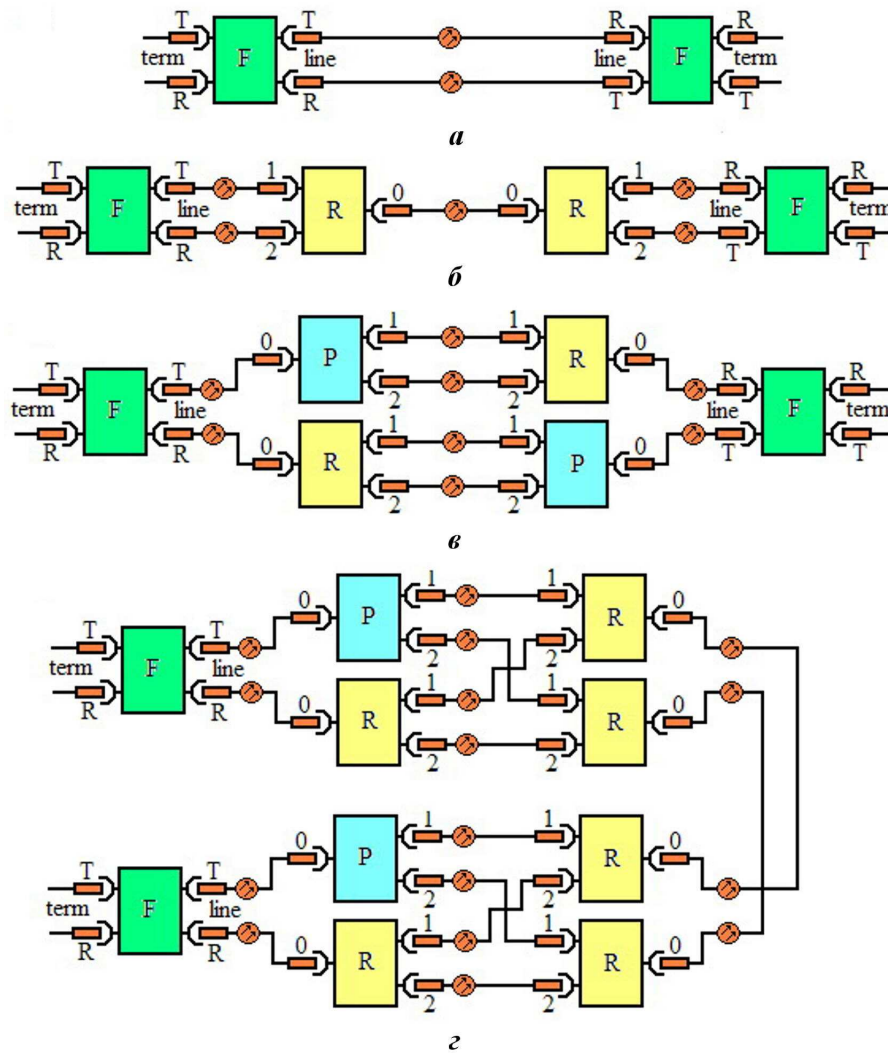 T T R R
F F
term line line term
R R T T
а
T T 1 1 R R
0 0
F R R F
term line line term
R R 2 2 T T
б
1 1
0 0
P R
T T R R
2 2
F F
term line line term
1 1
R R T T
0 0
R P
2 2
в
1 1
0 0
P R
T T
2 2
F
term line
1 1
R R
0 0
R R
2 2
1 1
0 0
P R
T T
2 2
F
term line
1 1
R R
0 0
R R
2 2
г